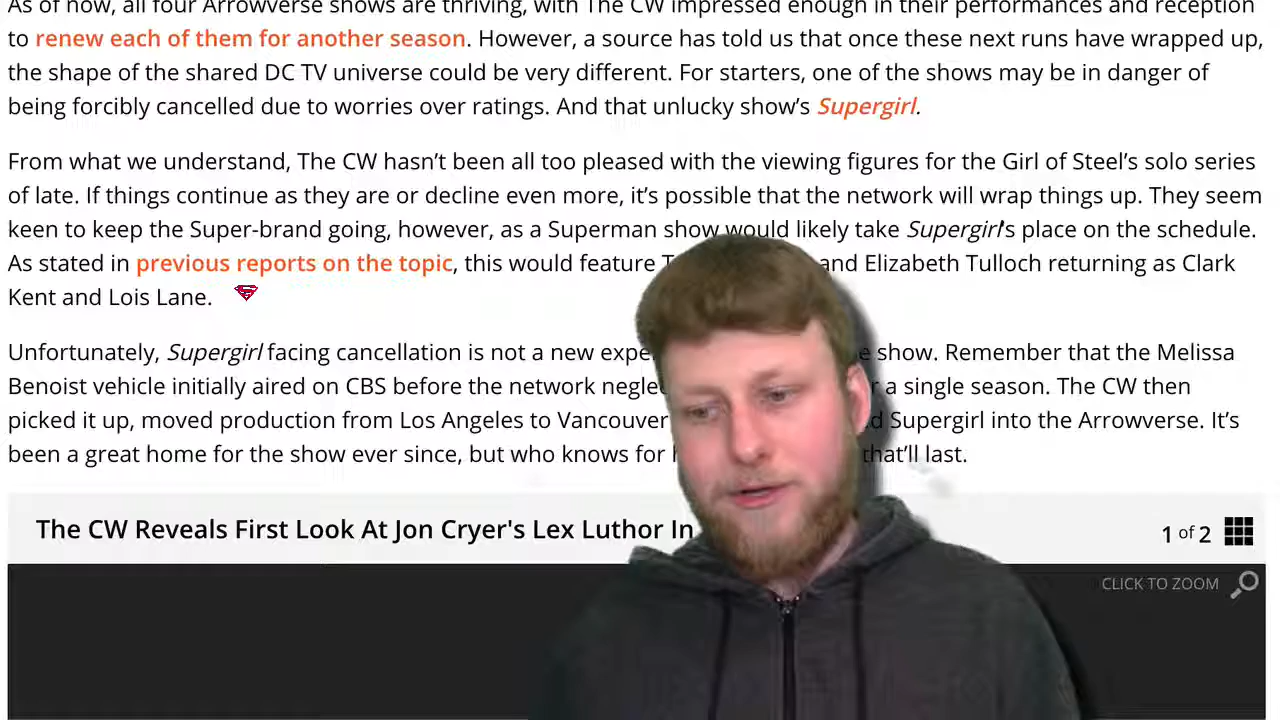 As of now, all four Arrowverse shows are thriving, with The CW impressed enough in their performances and reception
to renew each of them for another season. However, a source has told us that once these next runs have wrapped up,
the shape of the shared DC TV universe could be very different. For starters, one of the shows may be in danger of
being forcibly cancelled due to worries over ratings. And that unlucky show’s Supergirl.
From what we understand, The CW hasn’t been all too pleased with the viewing figures for the Girl of Steel’s solo series
of late. If things continue as they are or decline even more, it’s possible that the network will wrap things up. They seem
keen to keep the Super-brand going, however, as a Superman show would likely take Supergirl’s place on the schedule.
As stated in previous reports on the topic, this would feature and Elizabeth Tulloch returning as Clark
Kent and Lois Lane.
Unfortunately, Supergirl facing cancellation is not a new show. Remember that the Melissa
Benoist vehicle initially aired on CBS before the network a single season. The CW then
picked it up, moved production from Los Angeles to Vancouver Supergirl into the Arrowverse. It’s
been a great home for the show ever since, but who knows for that’ll last.
The CW Reveals First Look At Jon Cryer's Lex Luthor In
1 of 2
CLICK TO ZOOM